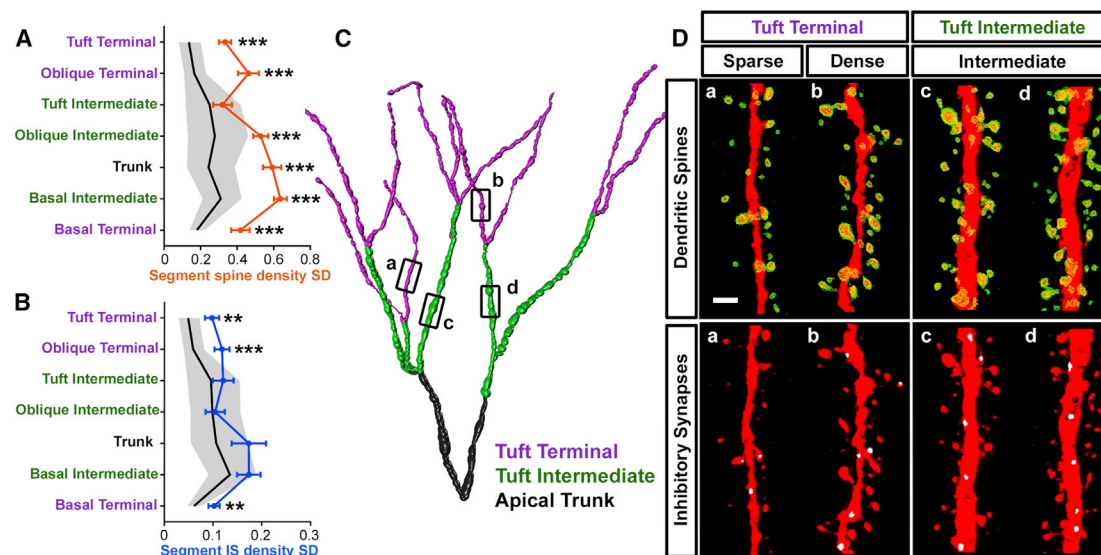 A
Tuft Terminal
***
Oblique Terminal
***
Tuft Intermediate
Oblique Intermediate
***
Trunk
***
Basal Intermediate
***
Basal Terminal
***
0 0.2 0.4 0.6 0.8
Segment spine density SD
B
Tuft Terminal
**
Oblique Terminal
***
Tuft Intermediate
Oblique Intermediate
Trunk
Basal Intermediate
Basal Terminal
**
0 0.1 0.2 0.3
Segment IS density SD
C
a
b
c
d
Tuft Terminal
Tuft Intermediate
Apical Trunk
D
Tuft Terminal Tuft Intermediate
Sparse Dense Intermediate
Dendritic Spines
a b c d
Inhibitory Synapses
a b c d